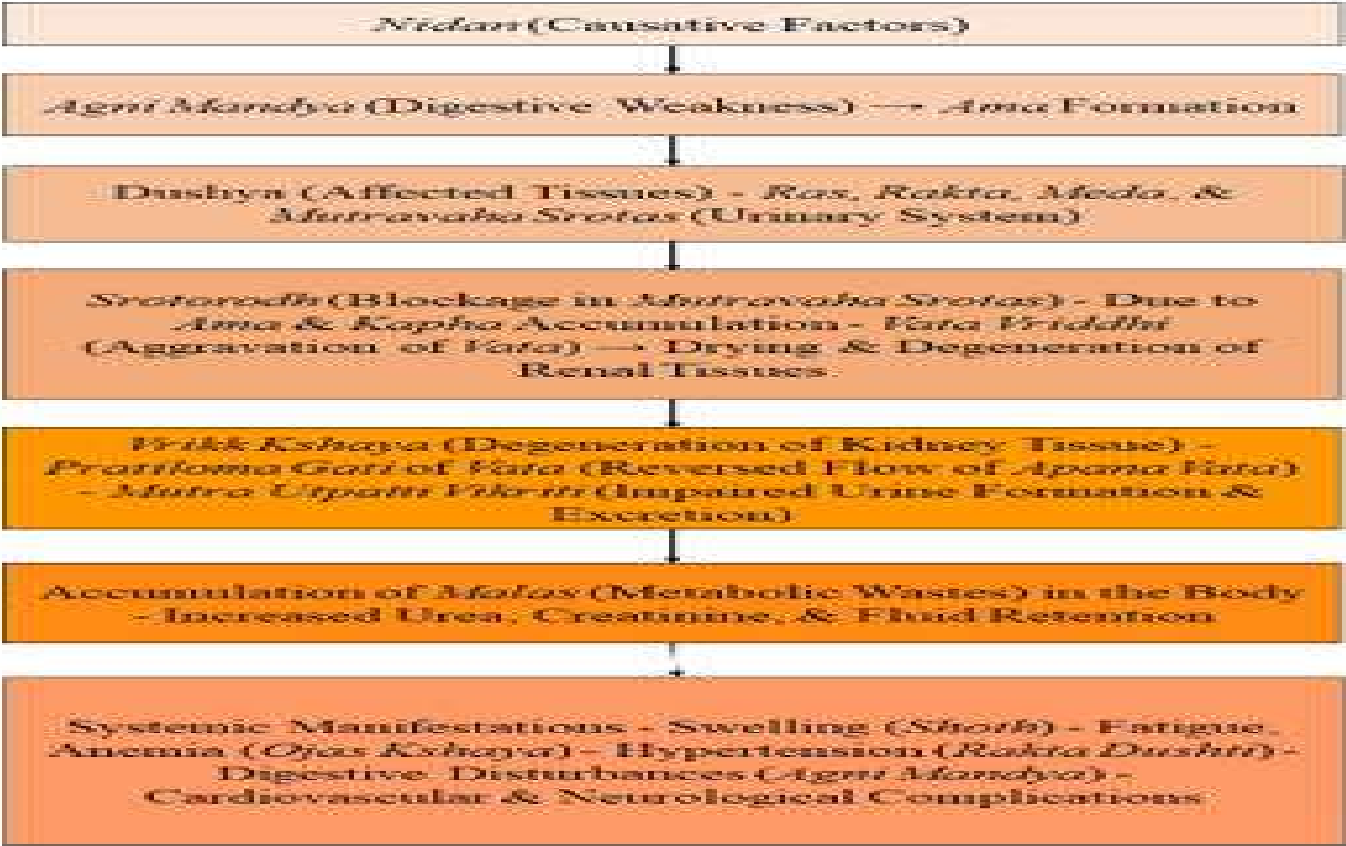 Nidan (Causative Factors)
Agni Mandya (Digestive Weakness) → Ama Formation
Dushya (Affected Tissues) - Ras, Rakta, Meda, &
Mutravaha Srotas (Urinary System)
Srotorodh (Blockage in Mutravaha Srotas) - Due to
Ama & Kapha Accumulation - Vata Vriddhi
(Aggravation of Vata) → Drying & Degeneration of
Renal Tissues
Vrikk Kshaya (Degeneration of Kidney Tissue) -
Pratiloma Gati of Vata (Reversed Flow of Apana Vata)
- Mutra Utpatti Vikriti (Impaired Urine Formation &
Excretion)
Accumulation of Malas (Metabolic Wastes) in the Body
- Increased Urea, Creatinine, & Fluid Retention
Systemic Manifestations - Swelling (Shoth) - Fatigue,
Anemia (Ojas Kshaya) - Hypertension (Rakta Dushti) -
Digestive Disturbances (Agni Mandya) -
Cardiovascular & Neurological Complications